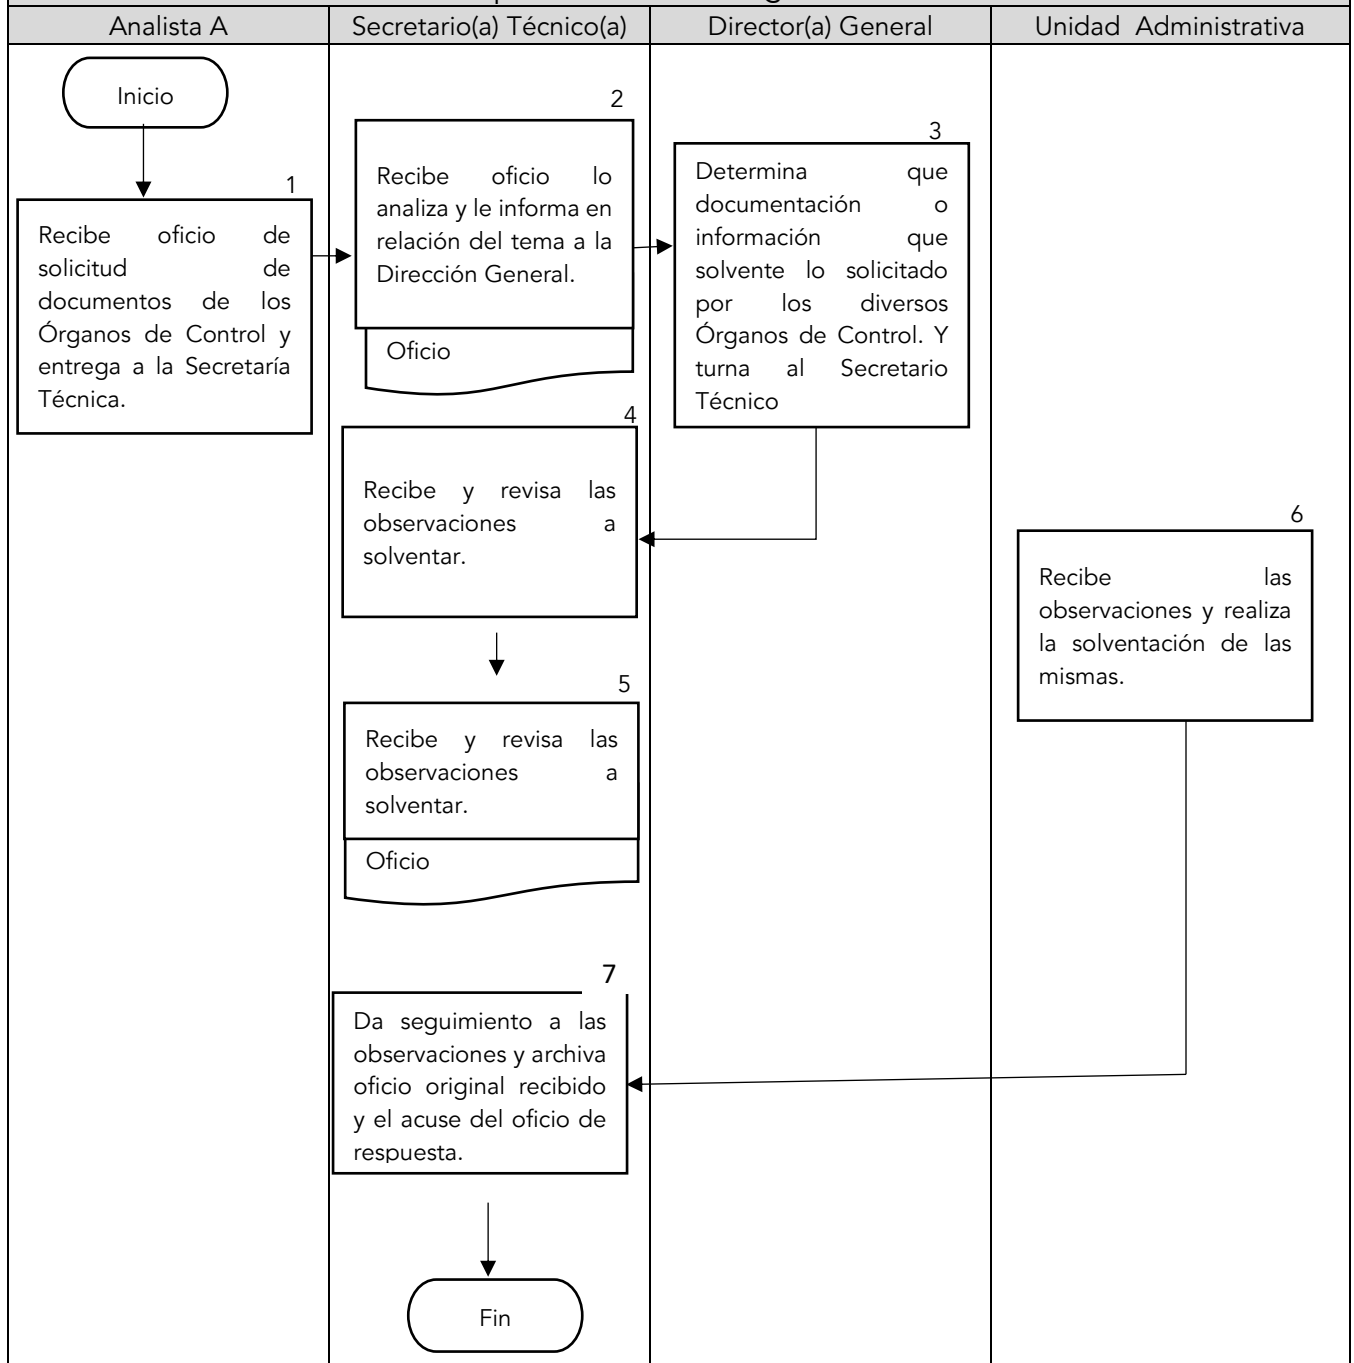 Analista A
Secretario(a) Técnico(a)
Director(a) General
Unidad Administrativa
Inicio
1
Recibe oficio de
solicitud de
documentos de los
Órganos de Control y
entrega a la Secretaría
Técnica.
2
Recibe oficio lo
analiza y le informa en
relación del tema a la
Dirección General.
Oficio
3
Determina que
documentación o
información que
solvente lo solicitado
por los diversos
Órganos de Control. Y
turna al Secretario
Técnico
4
Recibe y revisa las
observaciones a
solventar.
5
Recibe y revisa las
observaciones a
solventar.
Oficio
6
Recibe las
observaciones y realiza
la solventación de las
mismas.
7
Da seguimiento a las
observaciones y archiva
oficio original recibido
y el acuse del oficio de
respuesta.
Fin